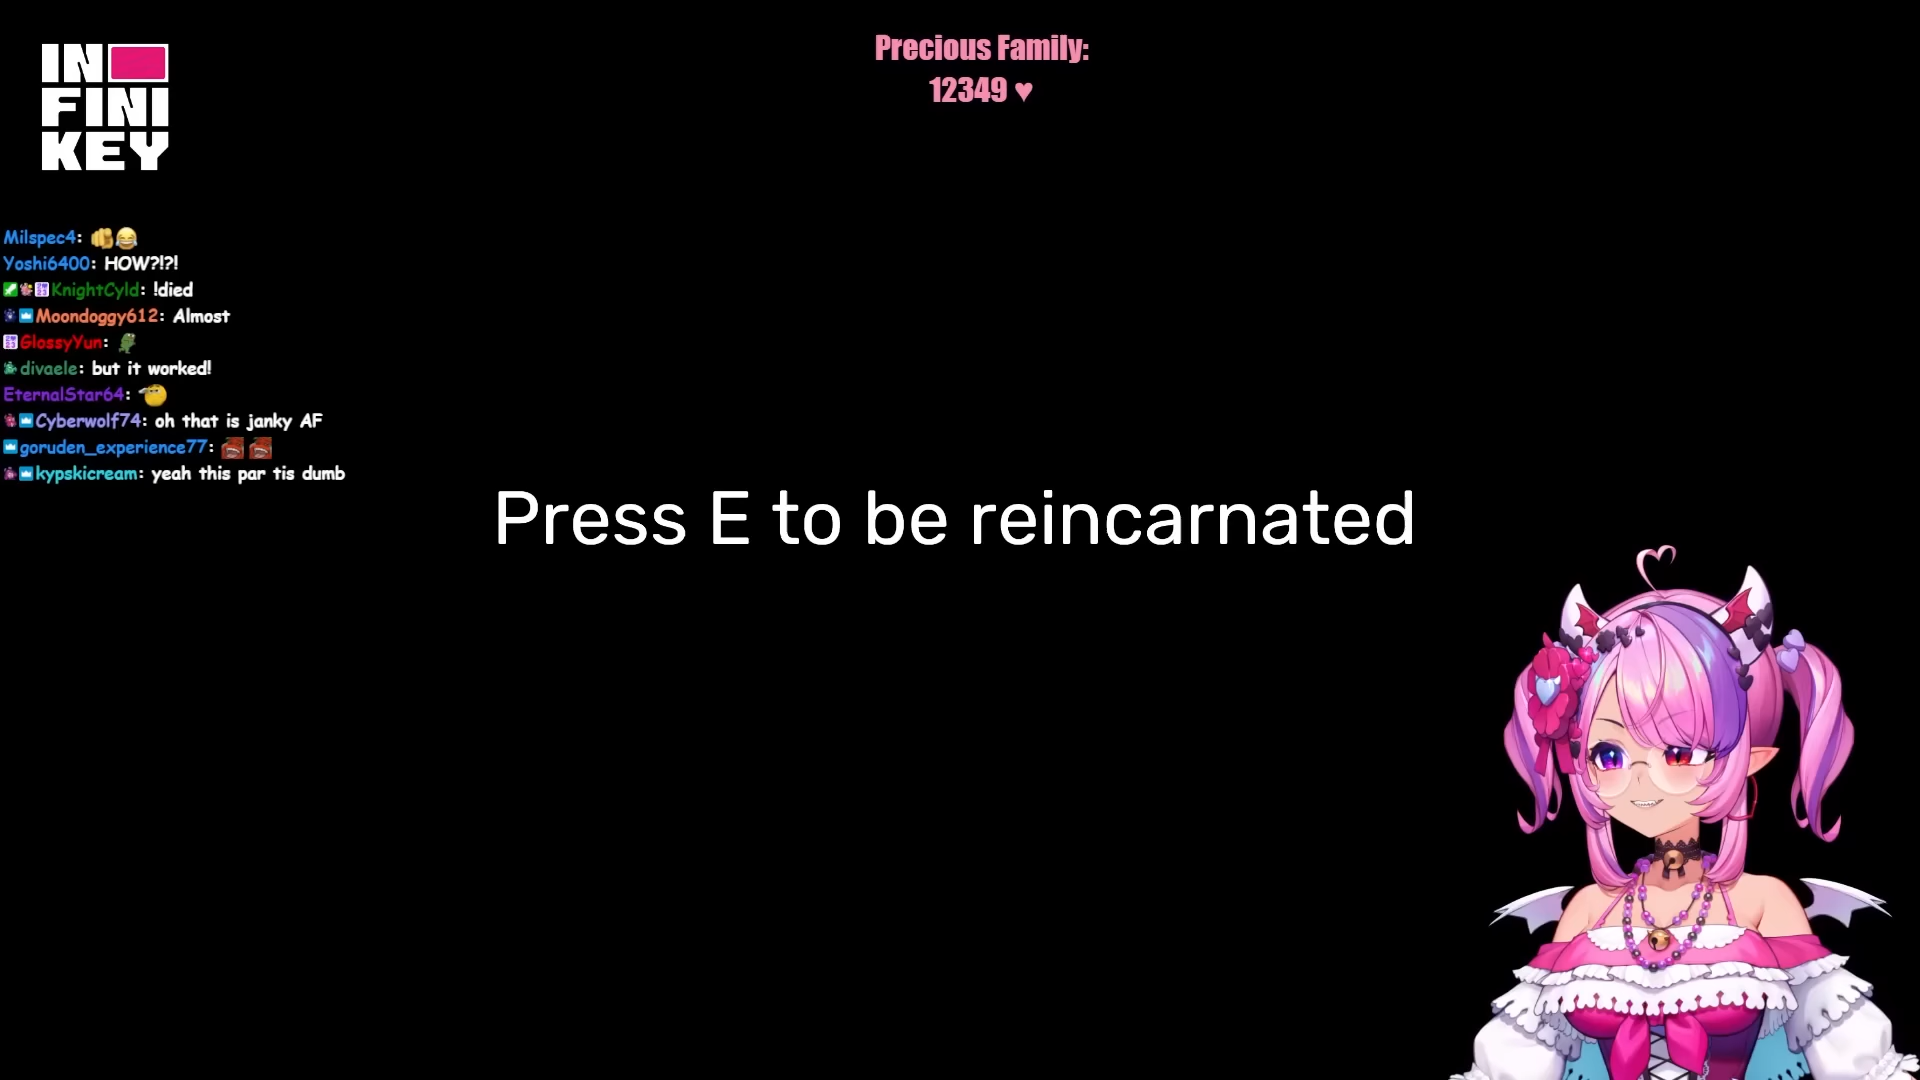 IN
FINI
KEY
Precious Family:
12349 ♥
Milspec4: 🫵😂
Yoshi6400: HOW?!?!
KnightCyld: !died
Moondoggy612: Almost
GlossyYun:
divaele: but it worked!
EternalStar64:
Cyberwolf74: oh that is janky AF
goruden_experience77:
kypskicream: yeah this par tis dumb
Press E to be reincarnated